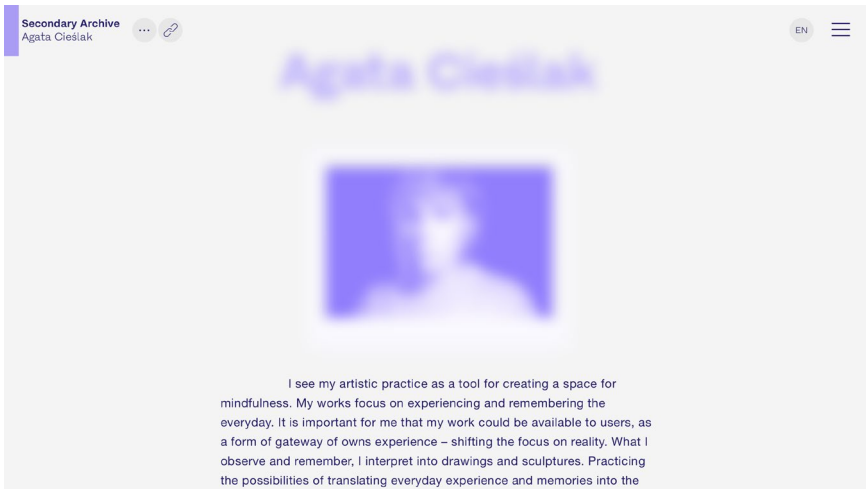 Secondary Archive
Agata Cieślak
EN
Agata Cieślak
I see my artistic practice as a tool for creating a space for
mindfulness. My works focus on experiencing and remembering the
everyday. It is important for me that my work could be available to users, as
a form of gateway of owns experience – shifting the focus on reality. What I
observe and remember, I interpret into drawings and sculptures. Practicing
the possibilities of translating everyday experience and memories into the